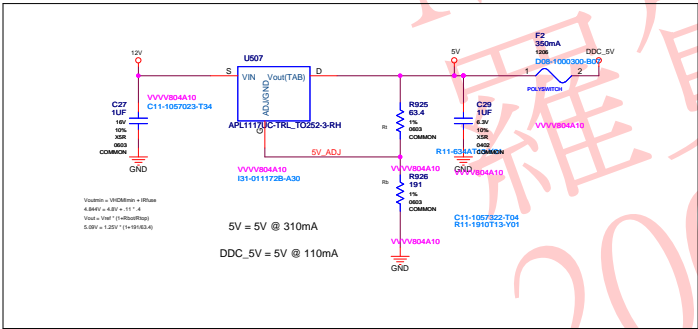 F2
350mA
1206
D08-1000300-B07
12V
5V
DDC_5V
U507
S
VIN
Vout(TAB)
D
ADJ/GND
G
1
2
POLYSWITCH
VVVV804A10
C11-1057023-T34
C27
1UF
16V
10%
X5R
0603
COMMON
GND
APL1117UC-TRL_TO252-3-RH
5V_ADJ
VVVV804A10
I31-011172B-A30
R925
63.4
1%
0603
COMMON
Rt
C29
1UF
6.3V
10%
X5R
0402
COMMON
GND
VVVV804A10
VVVV804A10
VVVV804A10
R926
191
1%
0603
COMMON
Rb
C11-1057322-T04
R11-1910T13-Y01
VVVV804A10
GND
Voutmin = VHDMImin + IRfuse
4.844V = 4.8V + .11 * .4
Vout = Vref * (1+Rbot/Rtop)
5.09V = 1.25V * (1+191/63.4)
5V = 5V @ 310mA
DDC_5V = 5V @ 110mA
羅